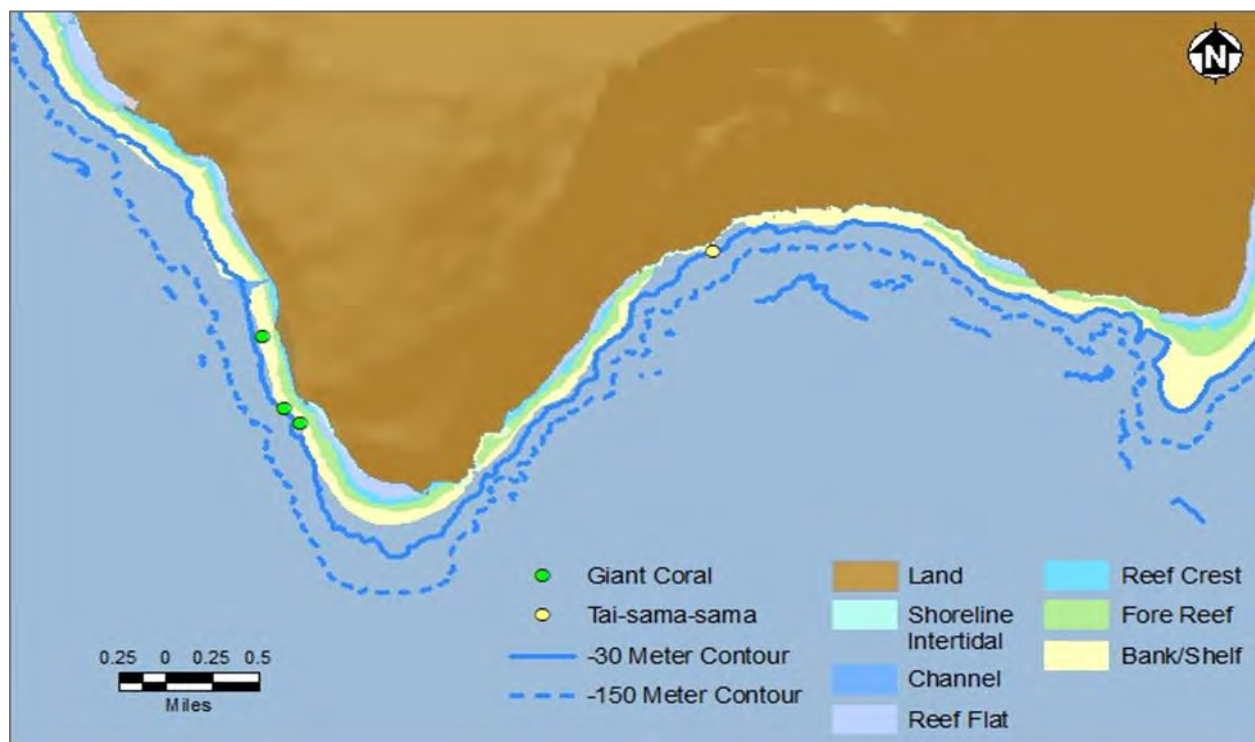 N
Giant Coral
Tai-sama-sama
-30 Meter Contour
-150 Meter Contour
Land
Shoreline
Intertidal
Channel
Reef Flat
Reef Crest
Fore Reef
Bank/Shelf
0.25 0 0.25 0.5
Miles